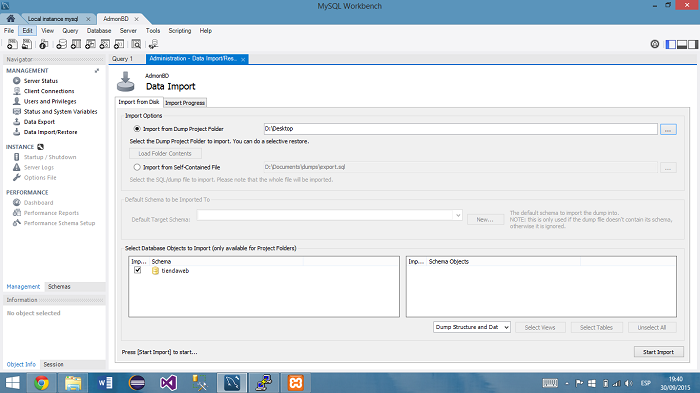 MySQL Workbench
Local instance mysql
AdmonBD
File Edit View Query Database Server Tools Scripting Help
Navigator
MANAGEMENT
Server Status
Client Connections
Users and Privileges
Status and System Variables
Data Export
Data Import/Restore
INSTANCE
Startup / Shutdown
Server Logs
Options File
PERFORMANCE
Dashboard
Performance Reports
Performance Schema Setup
Management Schemas
Information
No object selected
Object Info Session
Query 1
Administration - Data Import/Res...
AdmonBD
Data Import
Import from Disk Import Progress
Import Options
Import from Dump Project Folder D:\Desktop ...
Select the Dump Project Folder to import. You can do a selective restore.
Load Folder Contents
Import from Self-Contained File D:\Documents\dumps\export.sql ...
Select the SQL/dump file to import. Please note that the whole file will be imported.
Default Schema to be Imported To
Default Target Schema: New...
The default schema to import the dump into.
NOTE: this is only used if the dump file doesn't contain its schema,
otherwise it is ignored.
Select Database Objects to Import (only available for Project Folders)
Imp... Schema
tiendaweb
Imp... Schema Objects
Dump Structure and Dat Select Views Select Tables Unselect All
Press [Start Import] to start...
Start Import
ESP
19:40
30/09/2015